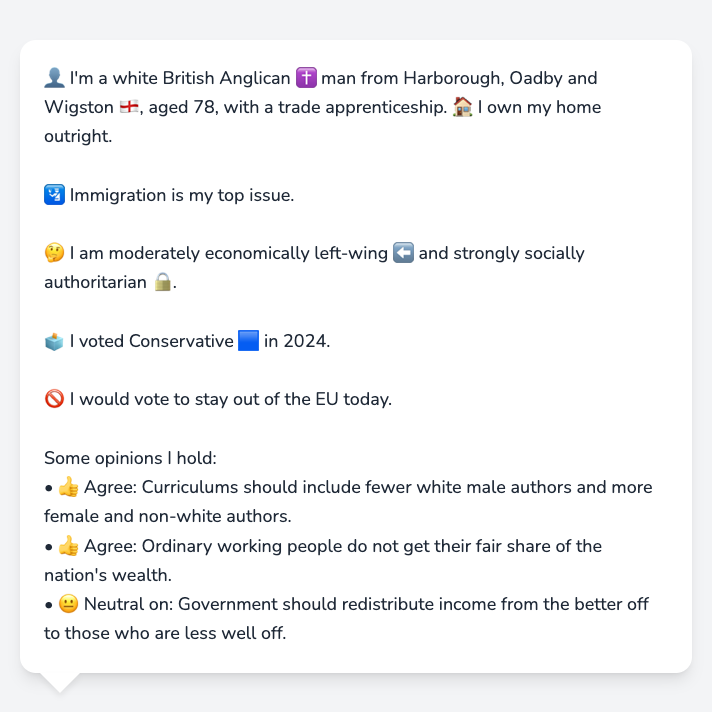 👤 I'm a white British Anglican ✝️ man from Harborough, Oadby and
Wigston 🏴󠁧󠁢󠁥󠁮󠁧󠁿, aged 78, with a trade apprenticeship. 🏠 I own my home
outright.
🛂 Immigration is my top issue.
🤔 I am moderately economically left-wing ⬅️ and strongly socially
authoritarian 🔒.
🗳️ I voted Conservative 🟦 in 2024.
🚫 I would vote to stay out of the EU today.
Some opinions I hold:
• 👍 Agree: Curriculums should include fewer white male authors and more
female and non-white authors.
• 👍 Agree: Ordinary working people do not get their fair share of the
nation's wealth.
• 😐 Neutral on: Government should redistribute income from the better off
to those who are less well off.